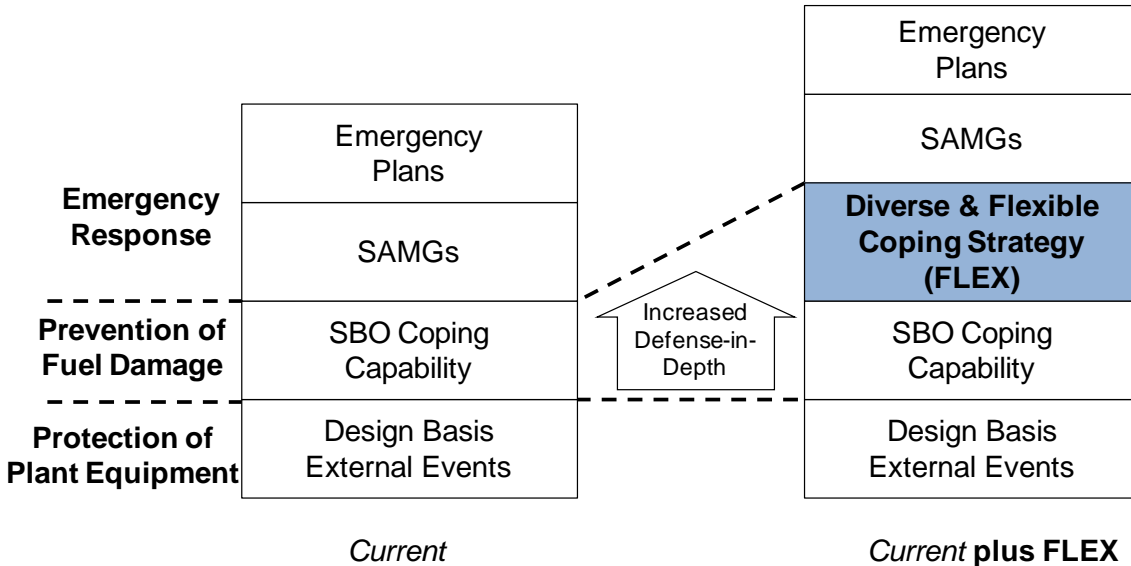 Emergency
Response
Prevention of
Fuel Damage
Protection of
Plant Equipment
Emergency
Plans
SAMGs
SBO Coping
Capability
Design Basis
External Events
Current
Increased
Defense-in-
Depth
Emergency
Plans
SAMGs
Diverse & Flexible
Coping Strategy
(FLEX)
SBO Coping
Capability
Design Basis
External Events
Current plus FLEX